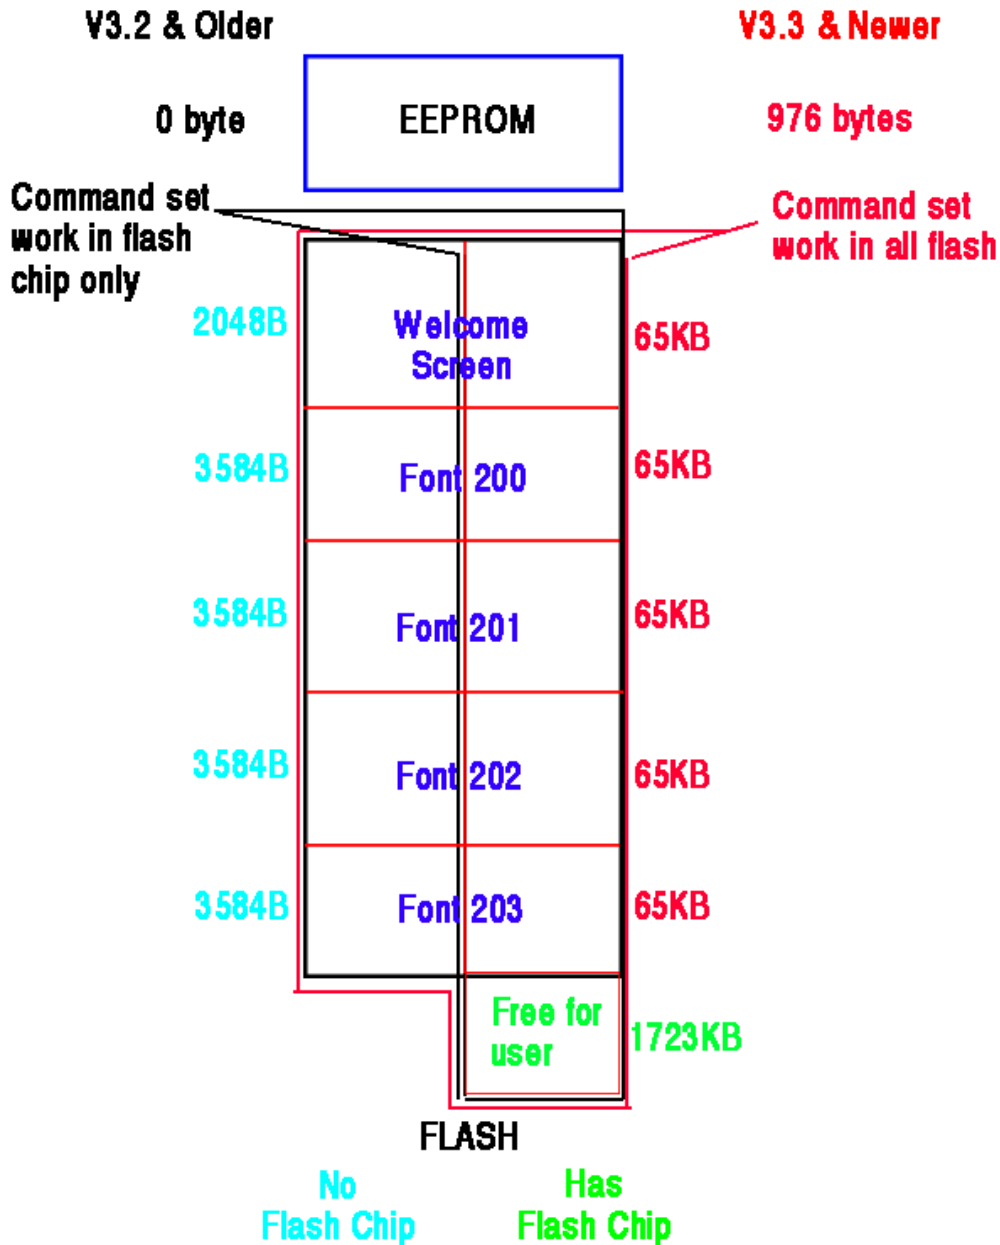 V3.2 & Older
V3.3 & Newer
0 byte
EEPROM
976 bytes
Command set
work in flash
chip only
Command set
work in all flash
2048B
Welcome
Screen
65KB
3584B
Font 200
65KB
3584B
Font 201
65KB
3584B
Font 202
65KB
3584B
Font 203
65KB
Free for
user
1723KB
FLASH
No
Flash Chip
Has
Flash Chip